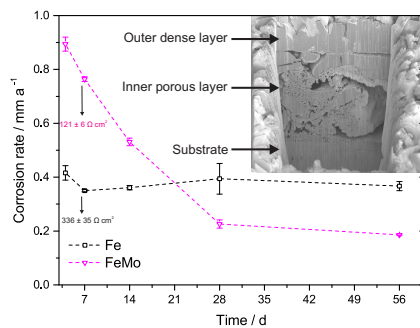 1.0
0.8
0.6
0.4
0.2
0.0
Corrosion rate / mm a⁻¹
Outer dense layer
Inner porous layer
Substrate
121 ± 6 Ω cm²
336 ± 35 Ω cm²
Fe
FeMo
7 14 21 28 35 42 49 56
Time / d